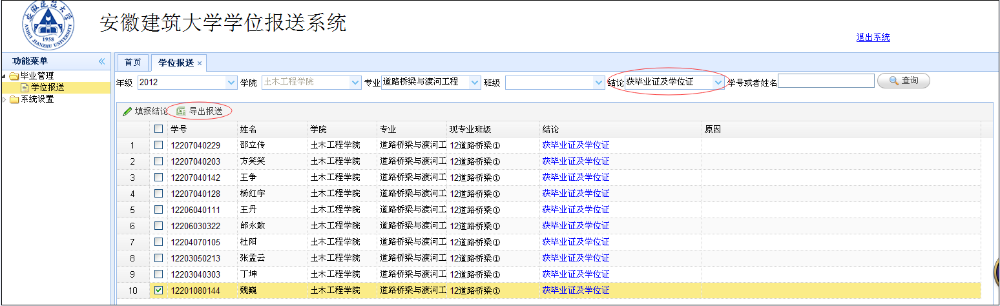 安徽建筑大学
ANHUI JIANZHU UNIVERSITY
1958
安徽建筑大学学位报送系统
退出系统
功能菜单 «
毕业管理
学位报送
系统设置
首页 学位报送 ×
年级 2012 学院 土木工程学院 专业 道路桥梁与渡河工程 班级 结论 获毕业证及学位证 学号或者姓名 查询
填报结论 导出报送
学号 姓名 学院 专业 现专业班级 结论 原因
1 12207040229 邵立传 土木工程学院 道路桥梁与渡河工 12道路桥梁① 获毕业证及学位证
2 12207040203 方笑笑 土木工程学院 道路桥梁与渡河工 12道路桥梁① 获毕业证及学位证
3 12207040142 王争 土木工程学院 道路桥梁与渡河工 12道路桥梁① 获毕业证及学位证
4 12207040128 杨红宇 土木工程学院 道路桥梁与渡河工 12道路桥梁① 获毕业证及学位证
5 12206040111 王丹 土木工程学院 道路桥梁与渡河工 12道路桥梁① 获毕业证及学位证
6 12206030322 邰永敢 土木工程学院 道路桥梁与渡河工 12道路桥梁① 获毕业证及学位证
7 12204070105 杜阳 土木工程学院 道路桥梁与渡河工 12道路桥梁① 获毕业证及学位证
8 12203050213 张孟云 土木工程学院 道路桥梁与渡河工 12道路桥梁① 获毕业证及学位证
9 12203040303 丁坤 土木工程学院 道路桥梁与渡河工 12道路桥梁① 获毕业证及学位证
10 12201080144 魏巍 土木工程学院 道路桥梁与渡河工 12道路桥梁① 获毕业证及学位证